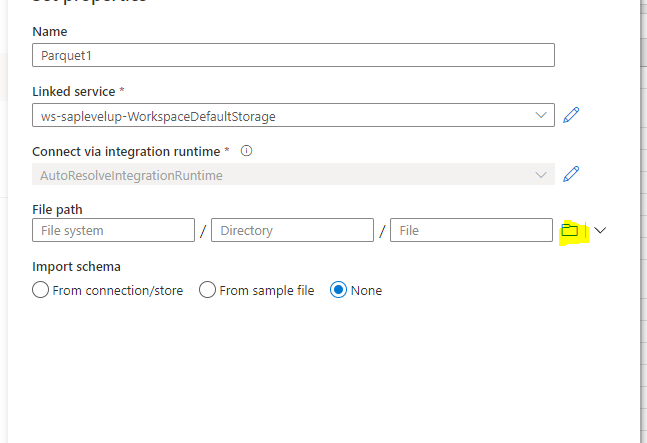 Name
Parquet1
Linked service *
ws-saplevelup-WorkspaceDefaultStorage
Connect via integration runtime *
AutoResolveIntegrationRuntime
File path
File system / Directory / File
Import schema
From connection/store From sample file None